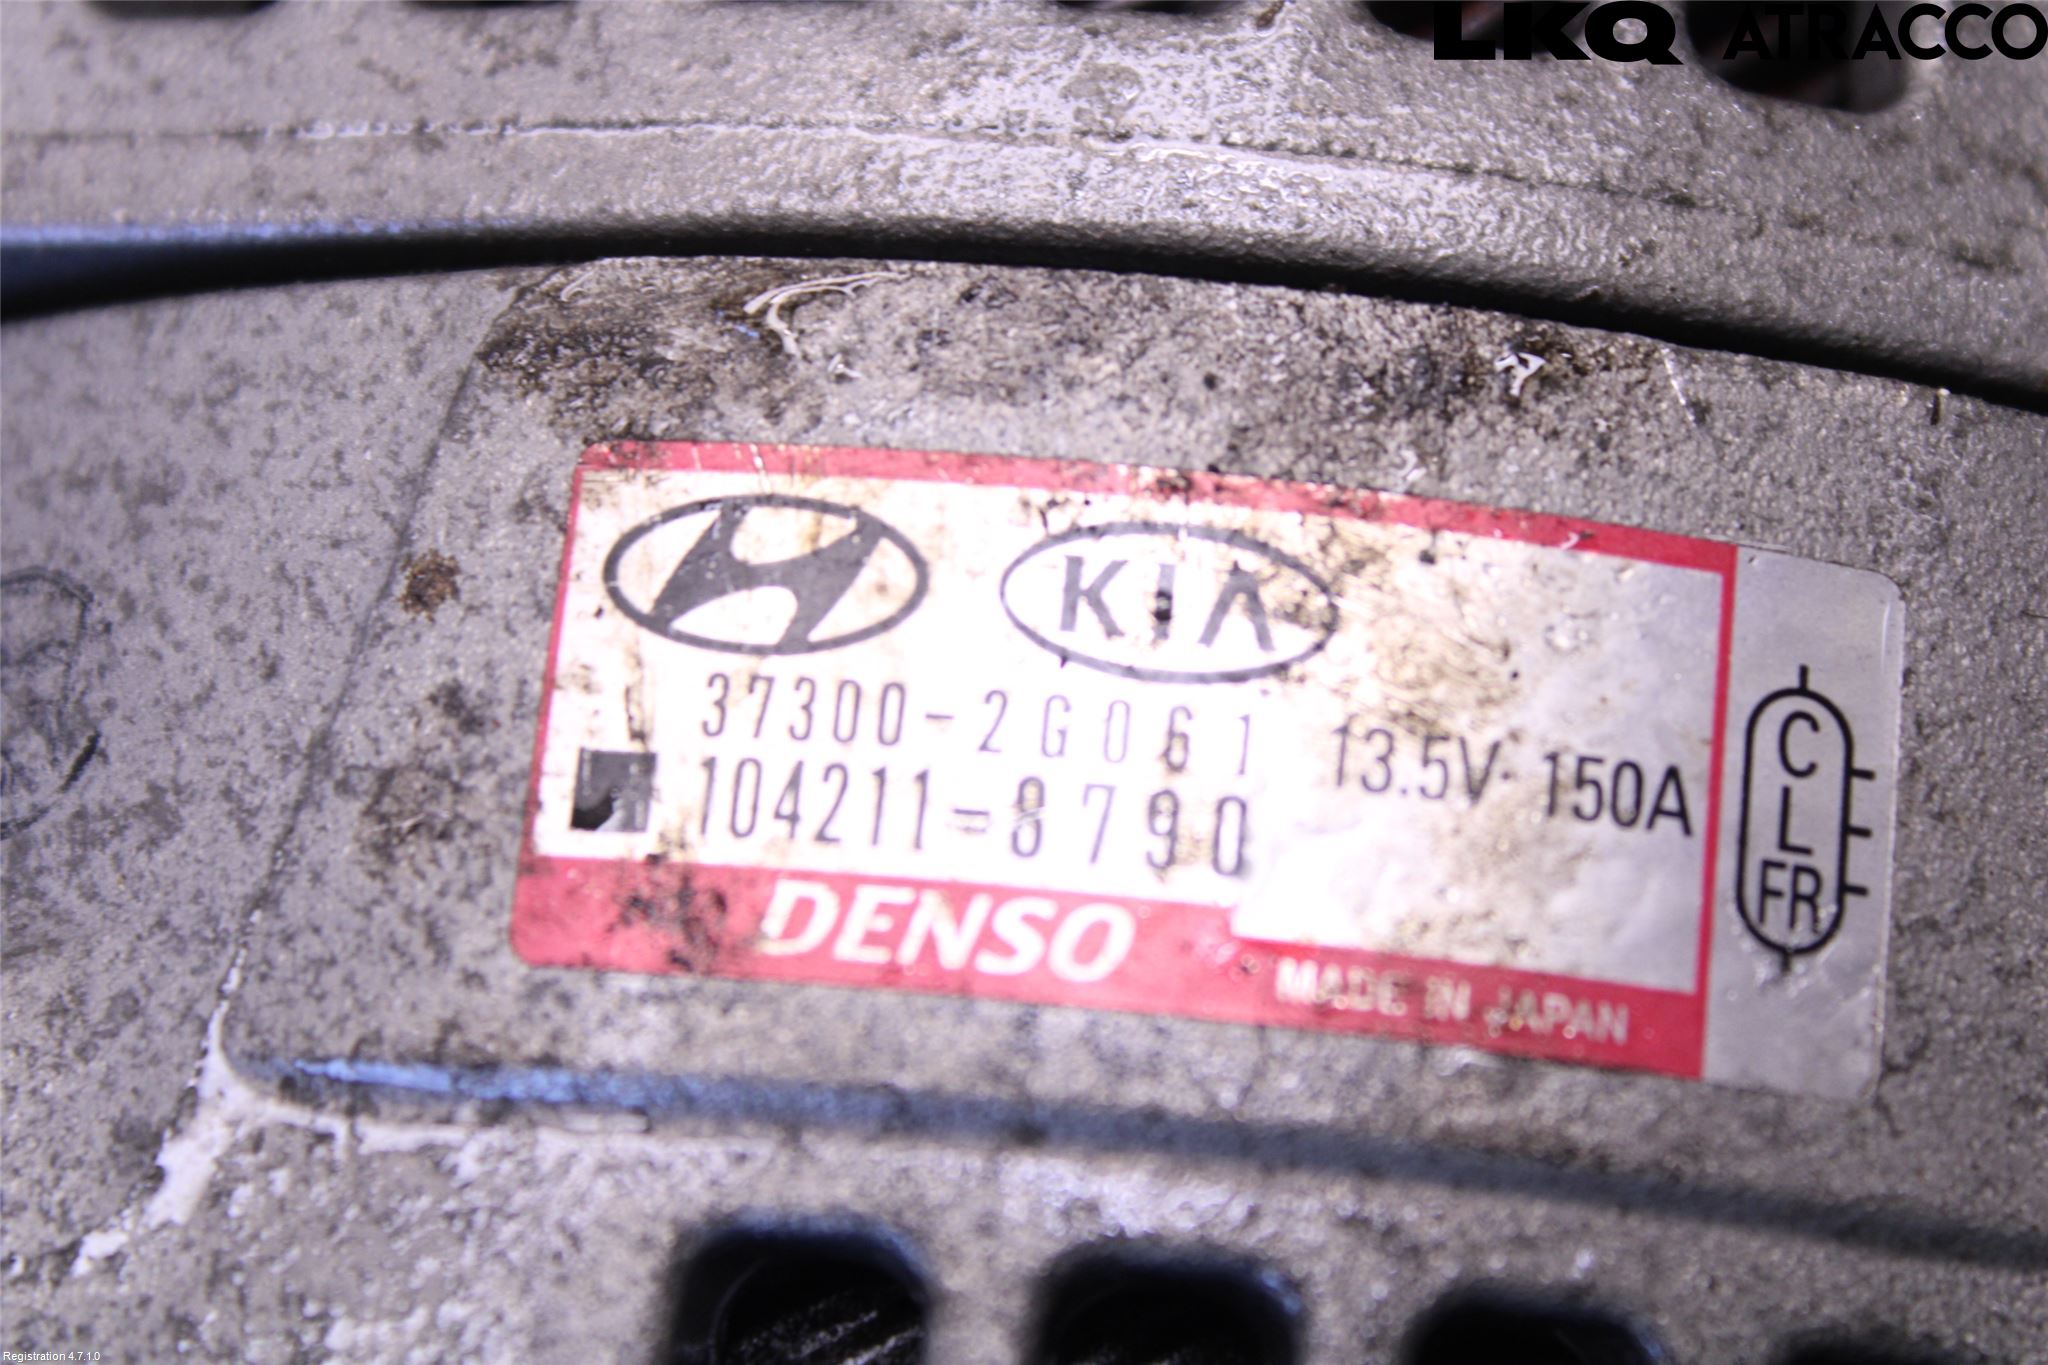 LKQ ATRACCO
KIA
37300-2G061
104211-8790
13.5V 150A
DENSO
MADE IN JAPAN
C
L
FR
Registration 4.7.1.0